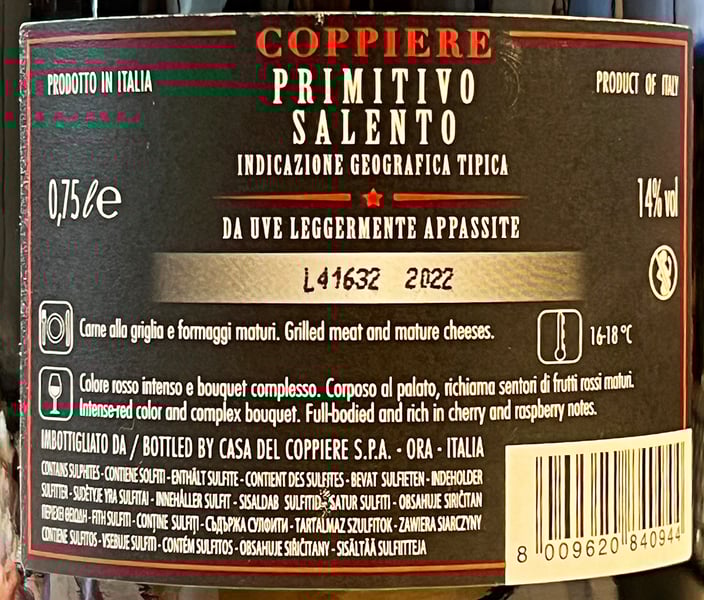 COPPIERE
PRODOTTO IN ITALIA
PRIMITIVO
PRODUCT OF ITALY
SALENTO
INDICAZIONE GEOGRAFICA TIPICA
0,75 l e
14% vol
DA UVE LEGGERMENTE APPASSITE
L41632 2022
Carne alla griglia e formaggi maturi. Grilled meat and mature cheeses.
16-18 °C
Colore rosso intenso e bouquet complesso. Corposo al palato, richiama sentori di frutti rossi maturi.
Intense red color and complex bouquet. Full-bodied and rich in cherry and raspberry notes.
IMBOTTIGLIATO DA / BOTTLED BY CASA DEL COPPIERE S.P.A. - ORA - ITALIA
CONTAINS SULPHITES - CONTIENE SOLFITI - ENTHÄLT SULFITE - CONTIENT DES SULFITES - BEVAT SULFIETEN - INDEHOLDER
SULFITTER - SUDĖTYJE YRA SULFITAI - INNEHÅLLER SULFIT - SISALDAB SULFITID - SATUR SULFITI - OBSAHUJE SIRIČITAN
ΠΕΡΙΕΧΕΙ ΘΕΙΩΔΗ - FIH SULFITI - CONȚINE SULFIȚI - СЪДЪРЖА СУЛФИТИ - TARTALMAZ SZULFITOK - ZAWIERA SIARCZYNY
CONTIENE SULFITOS - VSEBUJE SULFITI - CONTÉM SULFITOS - OBSAHUJE SIŘIČITANY - SISÄLTÄÄ SULFIITTEJA
8 009620 840944